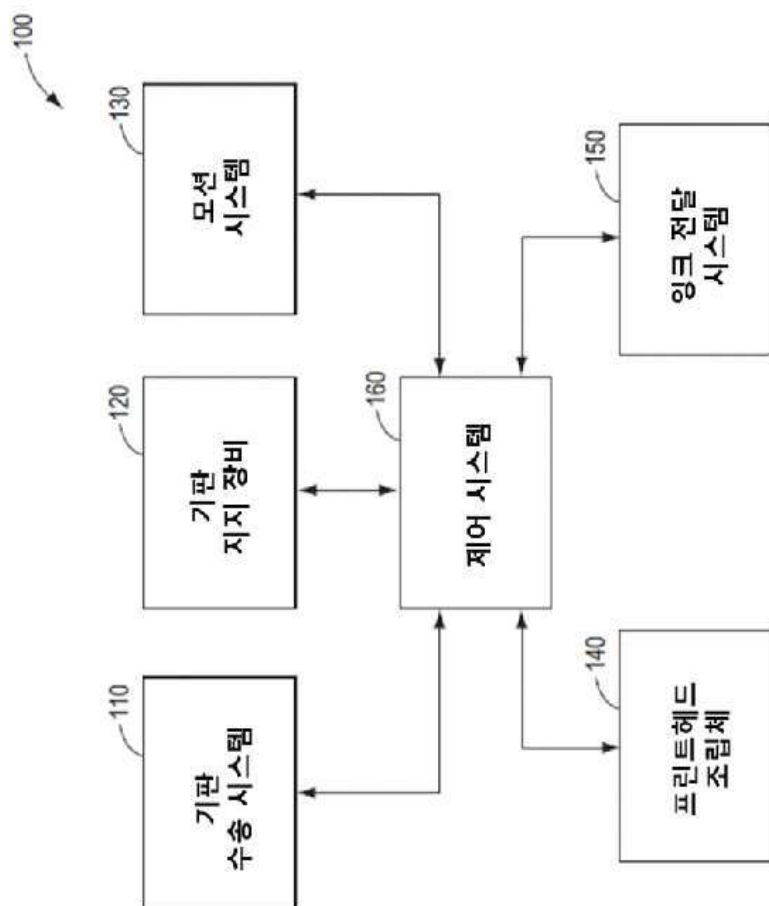 100
110
기판
수송 시스템
120
기판
지지 장비
130
모션
시스템
160
제어 시스템
140
프린트헤드
조립체
150
잉크 전달
시스템